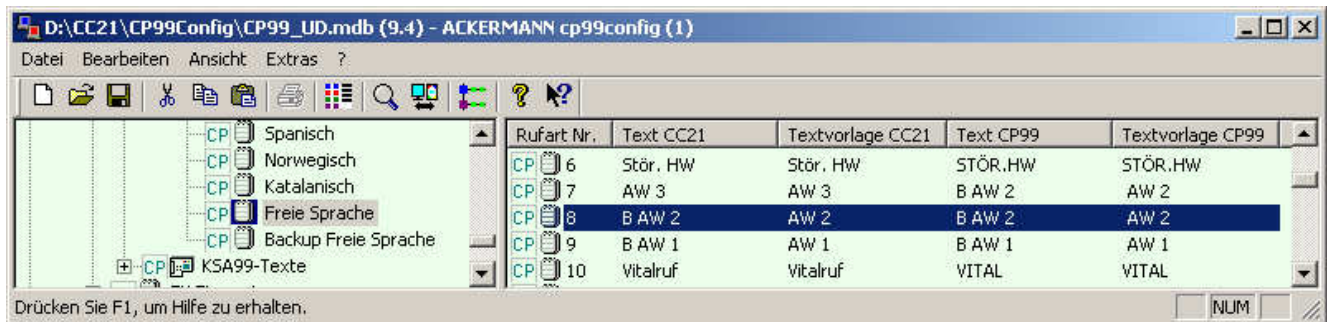 D:\CC21\CP99Config\CP99_UD.mdb (9.4) - ACKERMANN cp99config (1)
Datei Bearbeiten Ansicht Extras ?
CP Spanisch
CP Norwegisch
CP Katalanisch
CP Freie Sprache
CP Backup Freie Sprache
CP KSA99-Texte
Rufart Nr. Text CC21 Textvorlage CC21 Text CP99 Textvorlage CP99
CP 6 Stör. HW Stör. HW STÖR.HW STÖR.HW
CP 7 AW 3 AW 3 B AW 2 AW 2
CP 8 B AW 2 AW 2 B AW 2 AW 2
CP 9 B AW 1 AW 1 B AW 1 AW 1
CP 10 Vitalruf Vitalruf VITAL VITAL
Drücken Sie F1, um Hilfe zu erhalten.
NUM